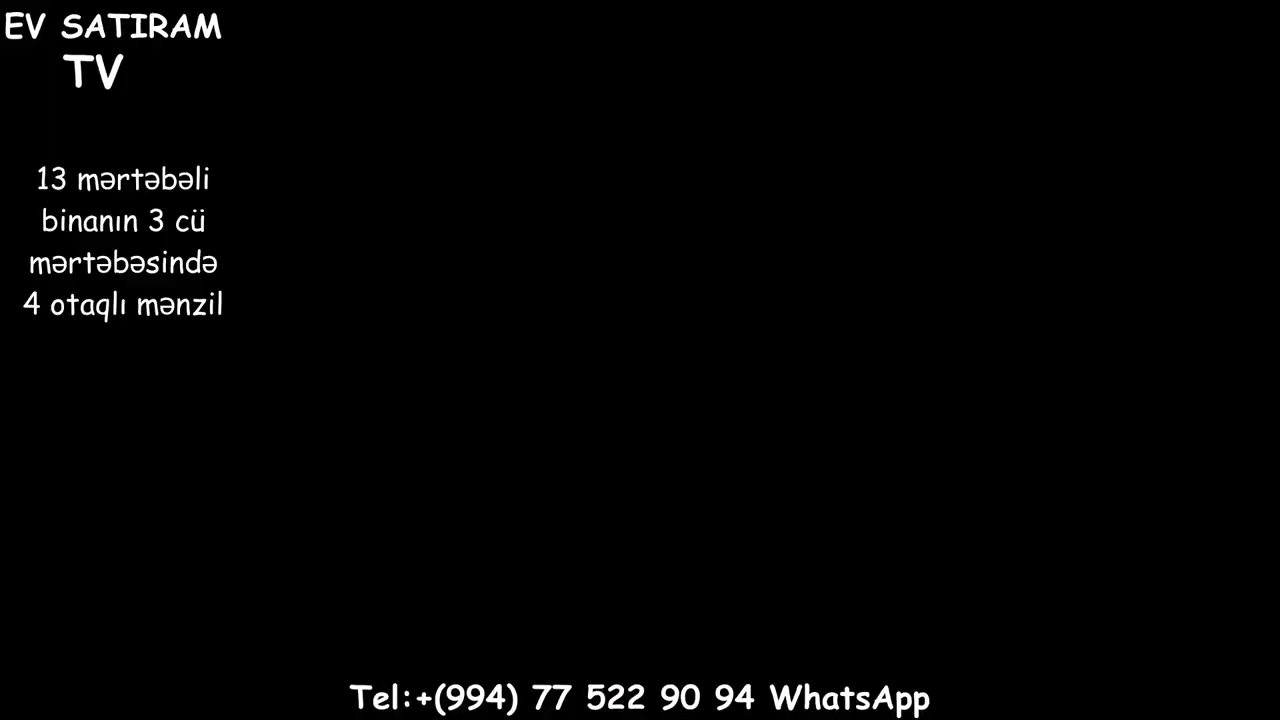 EV SATIRAM
TV
13 mərtəbəli
binanın 3 cü
mərtəbəsində
4 otaqlı mənzil
Tel:+(994) 77 522 90 94 WhatsApp